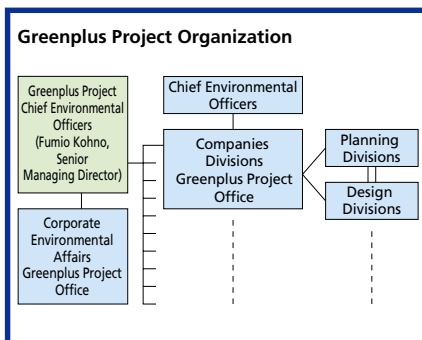 Greenplus Project Organization
Greenplus Project
Chief Environmental
Officers
(Fumio Kohno,
Senior
Managing Director)
Corporate
Environmental
Affairs
Greenplus Project
Office
Chief Environmental
Officers
Companies
Divisions
Greenplus Project
Office
Planning
Divisions
Design
Divisions